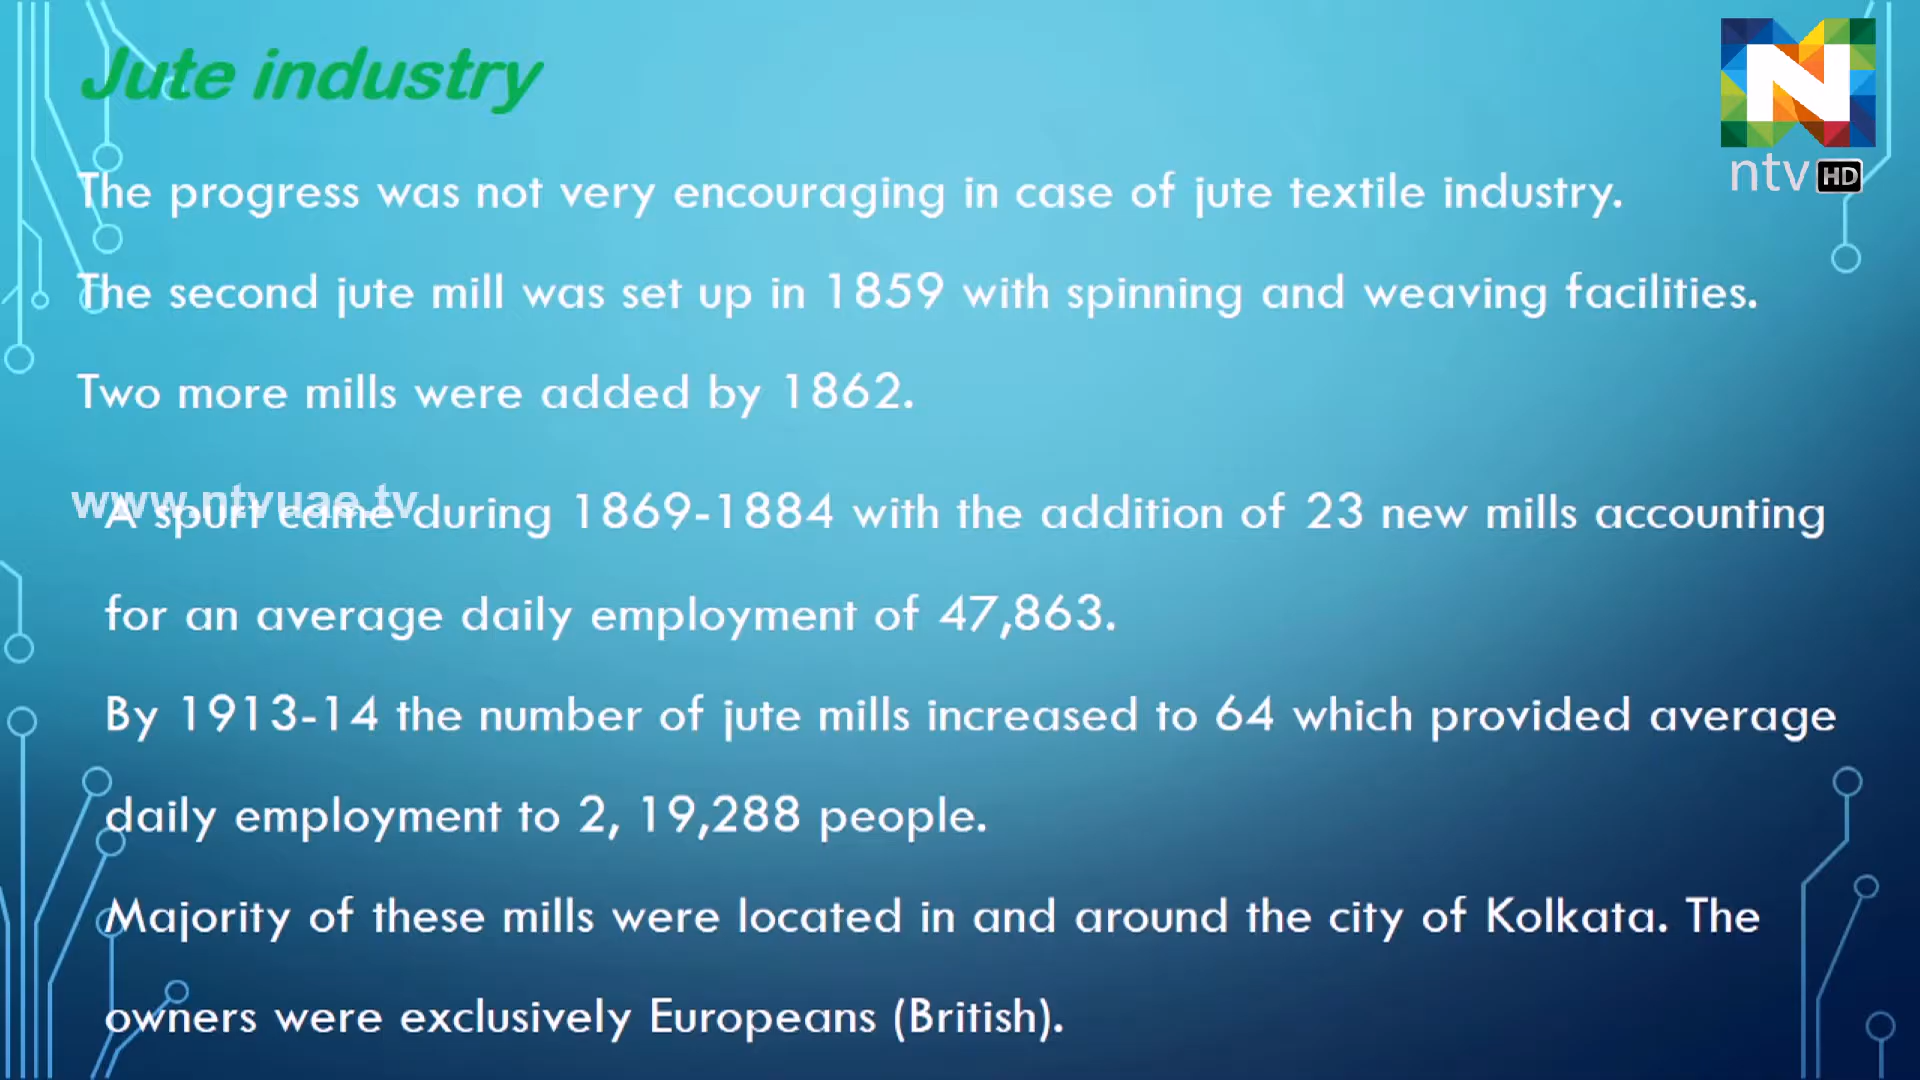 Jute industry
ntv HD
The progress was not very encouraging in case of jute textile industry.
The second jute mill was set up in 1859 with spinning and weaving facilities.
Two more mills were added by 1862.
www.ntvuae.tv
A spurt came during 1869-1884 with the addition of 23 new mills accounting
for an average daily employment of 47,863.
By 1913-14 the number of jute mills increased to 64 which provided average
daily employment to 2, 19,288 people.
Majority of these mills were located in and around the city of Kolkata. The
owners were exclusively Europeans (British).